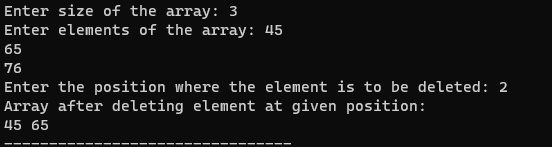 Enter size of the array: 3
Enter elements of the array: 45
65
76
Enter the position where the element is to be deleted: 2
Array after deleting element at given position:
45 65
--------------------------------